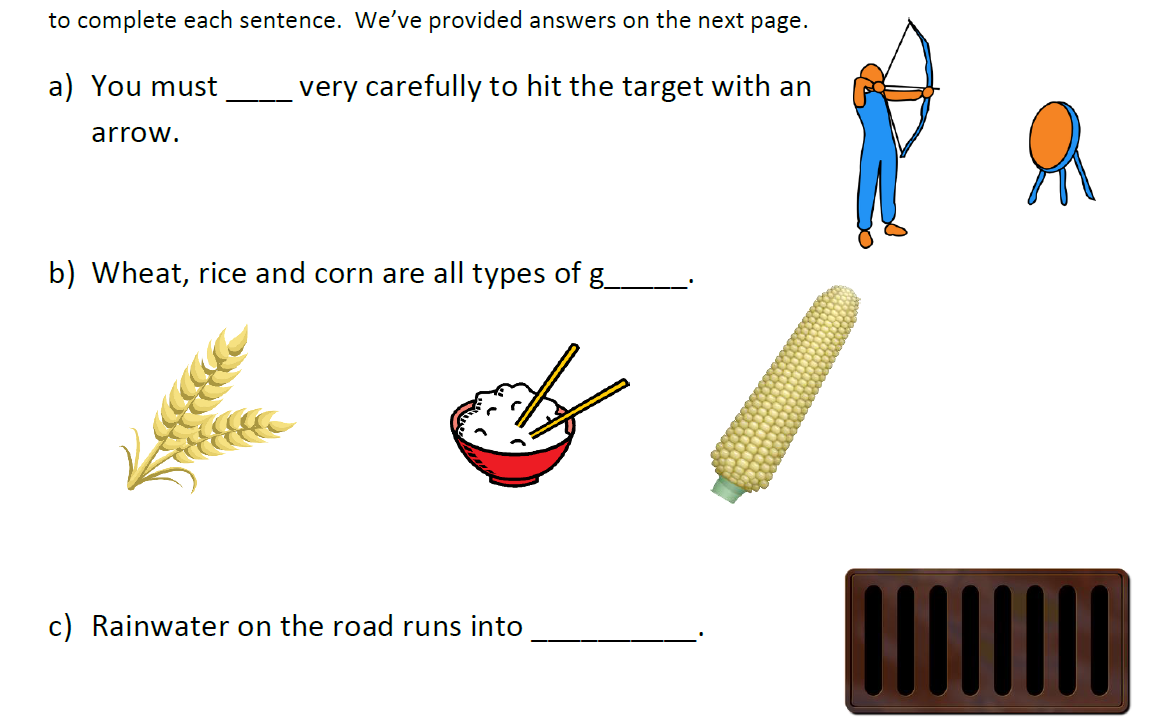 to complete each sentence.  We’ve provided answers on the next page.
a)  You must ____ very carefully to hit the target with an
arrow.
b)  Wheat, rice and corn are all types of g_____.
c)  Rainwater on the road runs into __________.